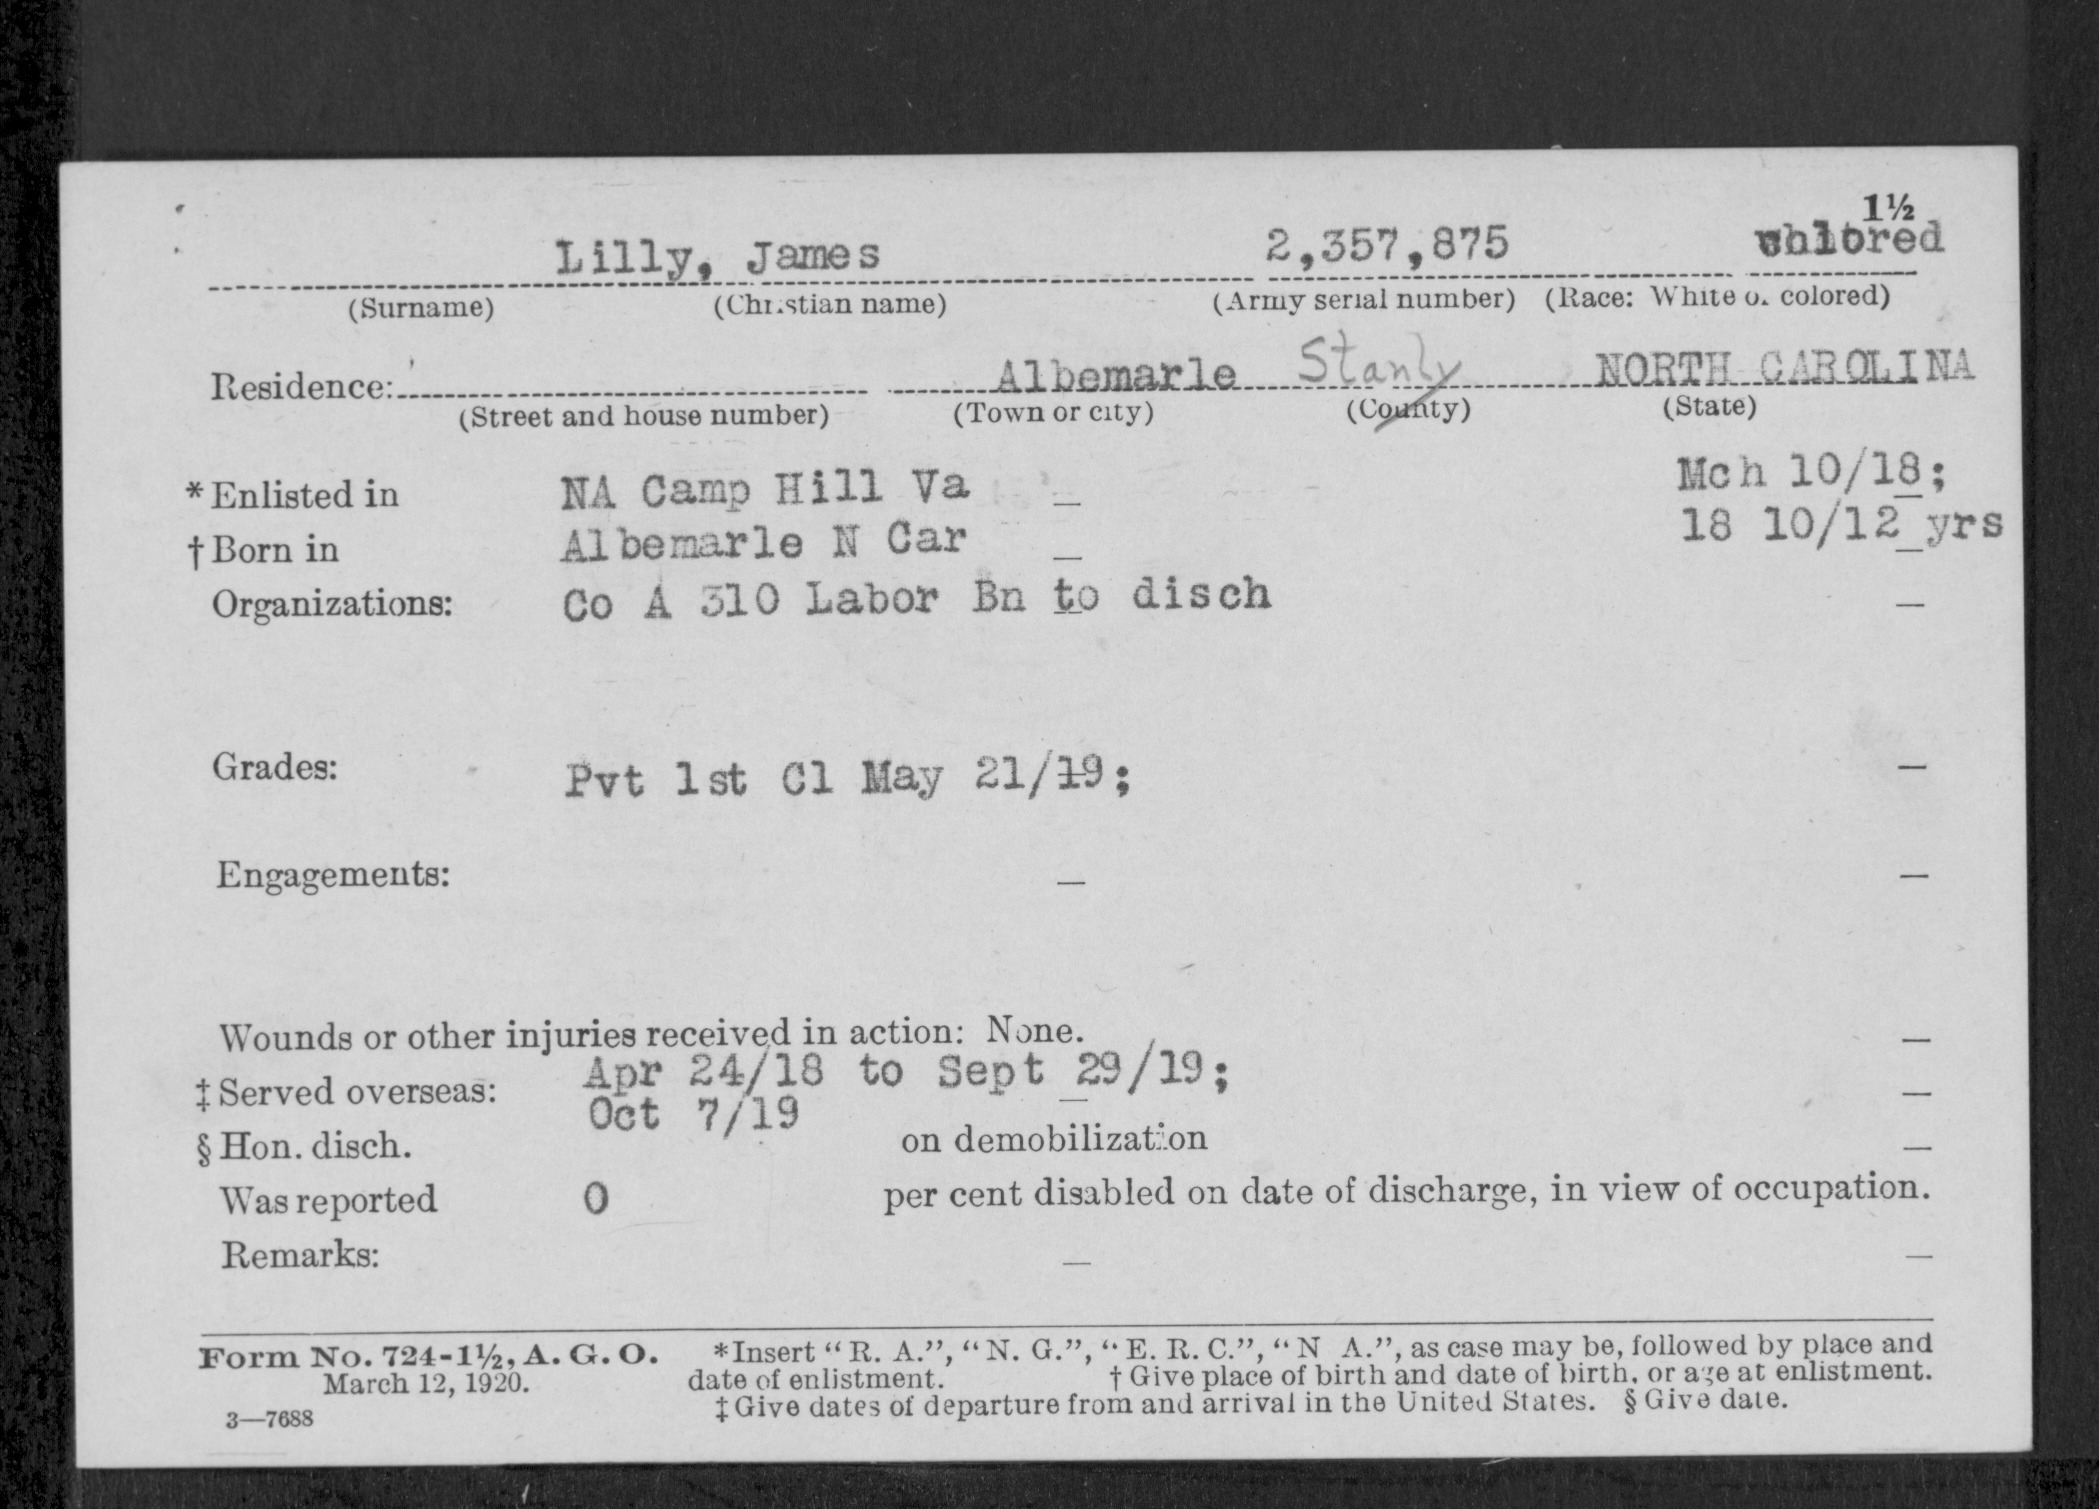 1½
Lilly, James 2,357,875 colored
(Surname) (Christian name) (Army serial number) (Race: White or colored)
Residence: Albemarle Stanly NORTH CAROLINA
(Street and house number) (Town or city) (County) (State)
*Enlisted in NA Camp Hill Va Mch 10/18;
†Born in Albemarle N Car 18 10/12 yrs
Organizations: Co A 310 Labor Bn to disch
Grades: Pvt 1st Cl May 21/19;
Engagements:
Wounds or other injuries received in action: None.
‡Served overseas: Apr 24/18 to Sept 29/19;
§Hon. disch. Oct 7/19 on demobilization
Was reported 0 per cent disabled on date of discharge, in view of occupation.
Remarks:
Form No. 724-1½, A. G. O. *Insert "R. A.", "N. G.", "E. R. C.", "N A.", as case may be, followed by place and
March 12, 1920. date of enlistment. †Give place of birth and date of birth, or age at enlistment.
3—7688 ‡Give dates of departure from and arrival in the United States. §Give date.